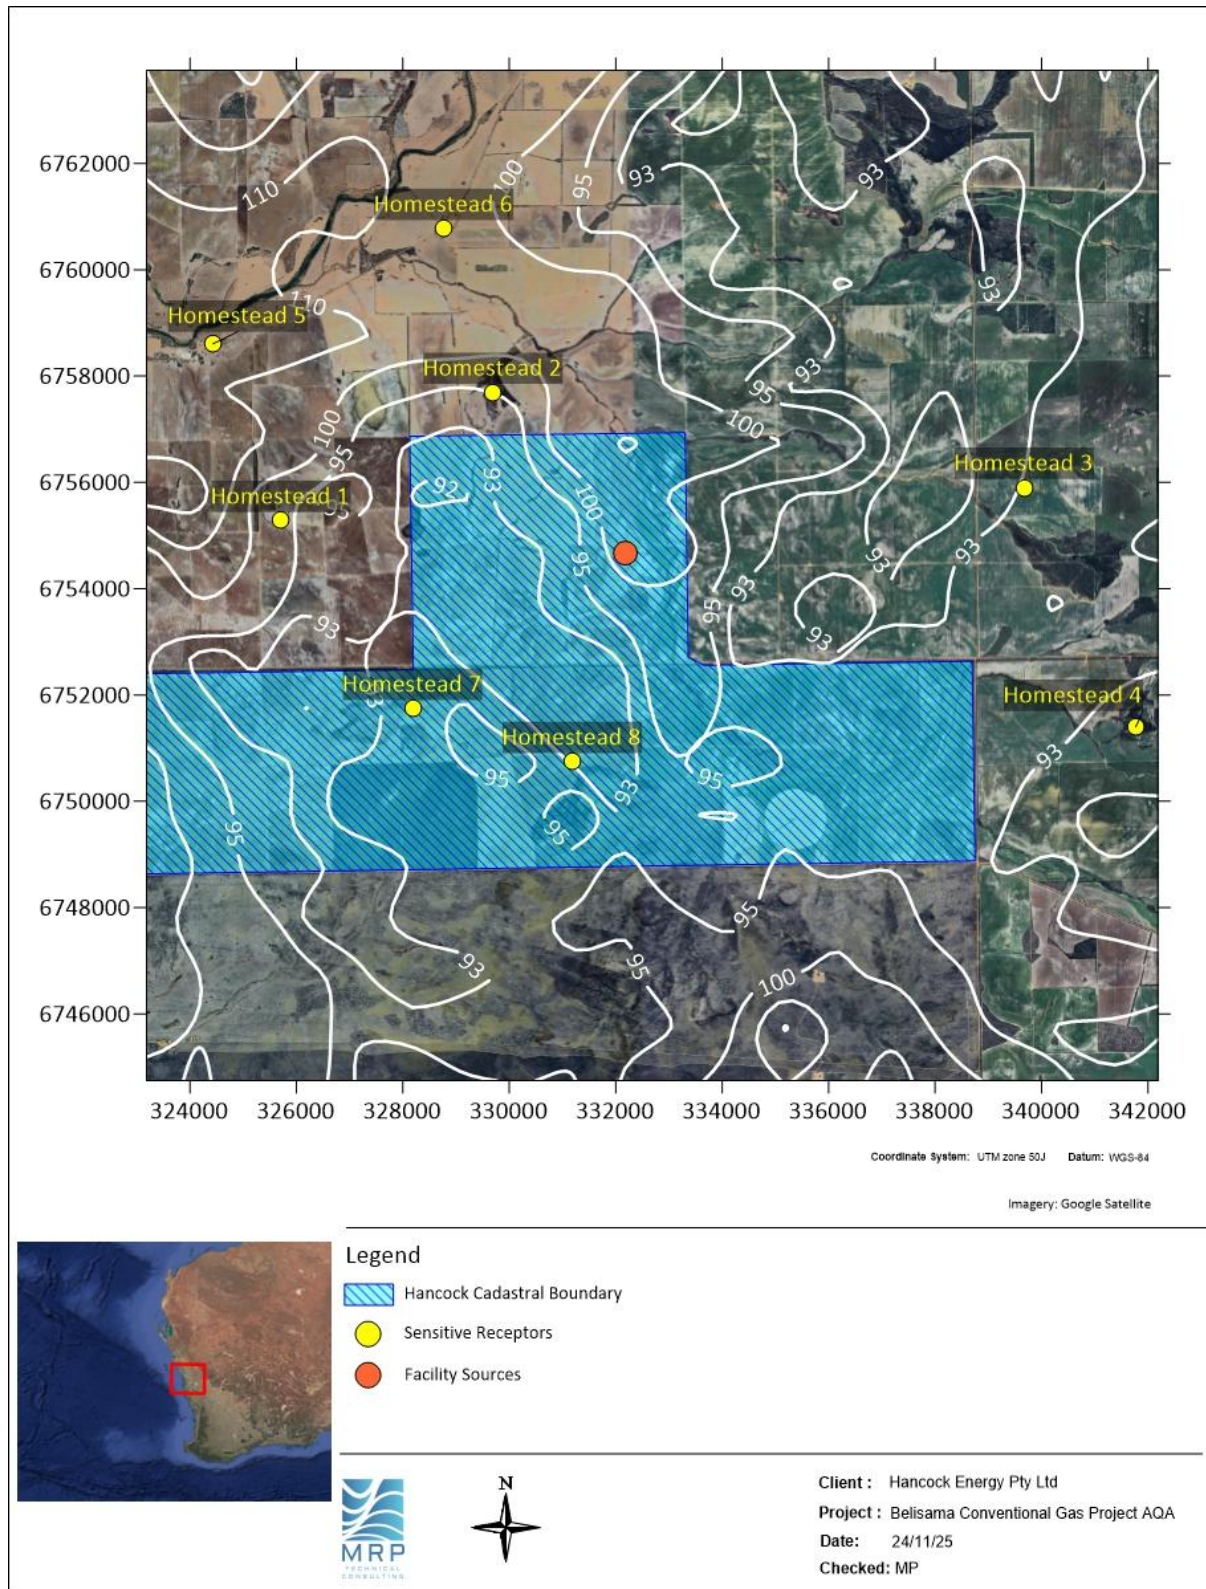 6762000
6760000
6758000
6756000
6754000
6752000
6750000
6748000
6746000
324000 326000 328000 330000 332000 334000 336000 338000 340000 342000
110
100
95
93
93
Homestead 6
93
110
Homestead 5
Homestead 2
93
95
100
100
95
Homestead 3
Homestead 1
95
92
93
100
93
93
95
93
95
93
93
Homestead 7
93
Homestead 4
Homestead 8
95
93
95
93
95
95
95
93
95
100
Coordinate System: UTM zone 50J Datum: WGS-84
Imagery: Google Satellite
Legend
Hancock Cadastral Boundary
Sensitive Receptors
Facility Sources
MRP
TECHNICAL
CONSULTING
N
Client : Hancock Energy Pty Ltd
Project : Belisama Conventional Gas Project AQA
Date: 24/11/25
Checked: MP